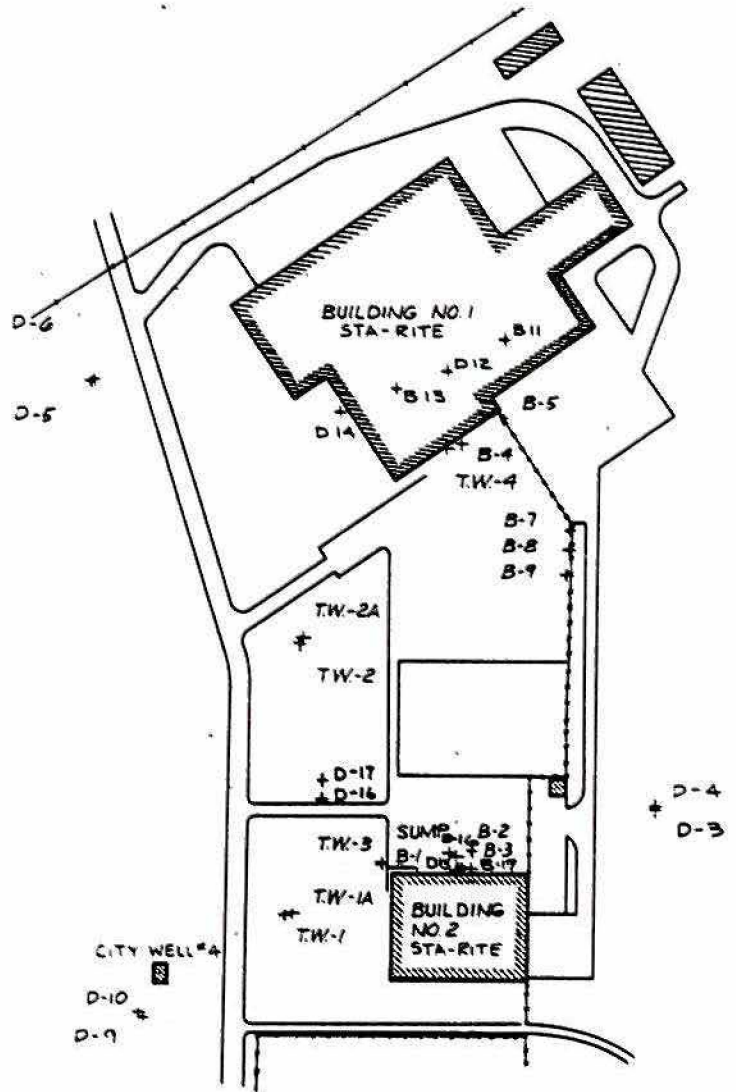 BUILDING NO. 1
STA-RITE
B11
D12
B13
D14
B-5
B-4
T.W.-4
D-6
D-5
B-7
B-8
B-9
T.W.-2A
T.W.-2
D-17
D-16
D-4
D-3
SUMP
B-16
B-2
B-3
B-17
T.W.-3
B-1
T.W.-1A
T.W.-1
BUILDING
NO. 2
STA-RITE
CITY WELL #4
D-10
D-9